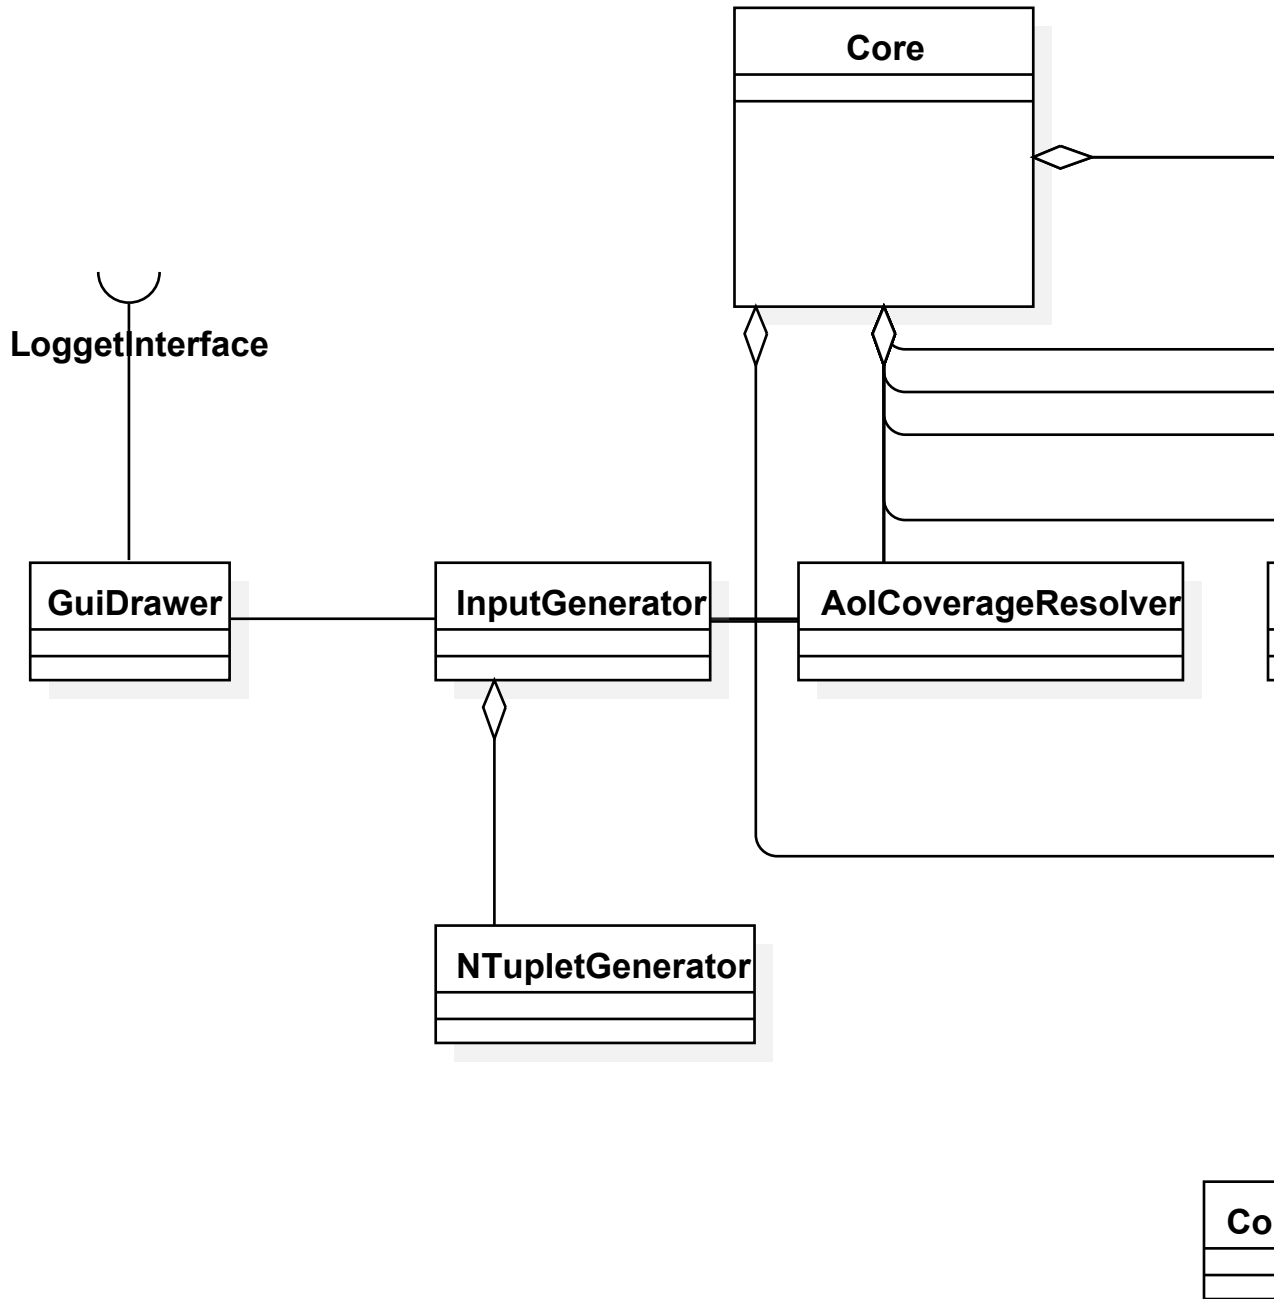 Core
LoggetInterface
GuiDrawer
InputGenerator
AoICoverageResolver
NTupletGenerator
Co